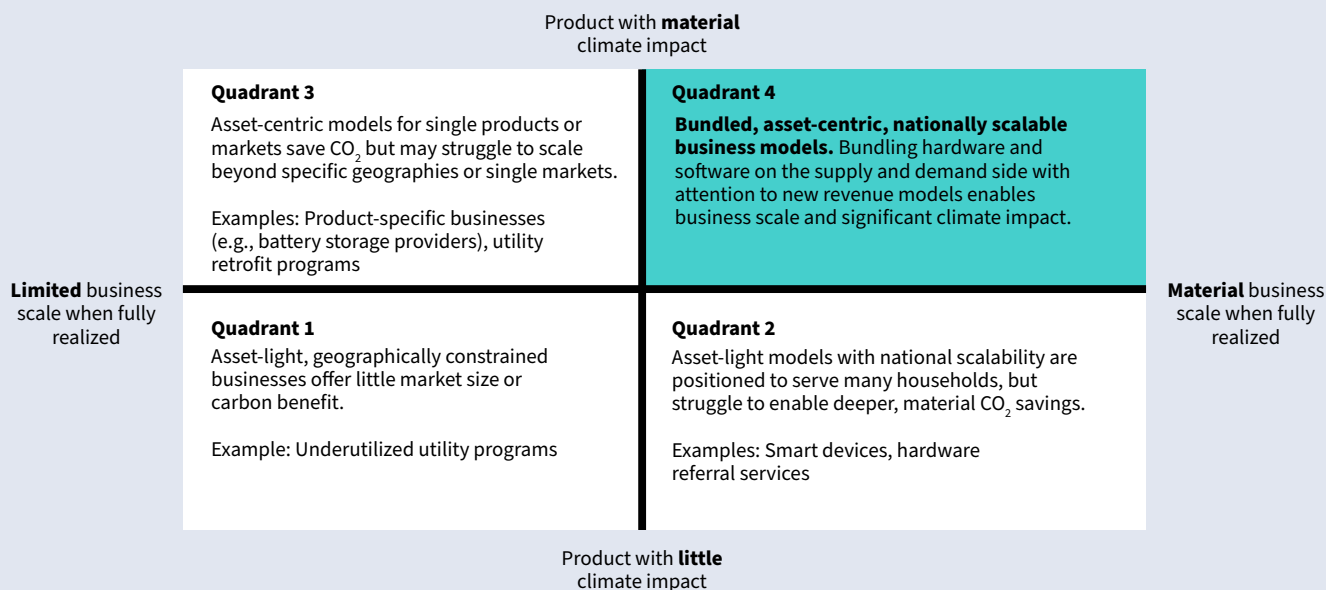 Product with material
climate impact
Quadrant 3
Asset-centric models for single products or
markets save CO2 but may struggle to scale
beyond specific geographies or single markets.
Examples: Product-specific businesses
(e.g., battery storage providers), utility
retrofit programs
Quadrant 4
Bundled, asset-centric, nationally scalable
business models. Bundling hardware and
software on the supply and demand side with
attention to new revenue models enables
business scale and significant climate impact.
Limited business
scale when fully
realized
Material business
scale when fully
realized
Quadrant 1
Asset-light, geographically constrained
businesses offer little market size or
carbon benefit.
Example: Underutilized utility programs
Quadrant 2
Asset-light models with national scalability are
positioned to serve many households, but
struggle to enable deeper, material CO2 savings.
Examples: Smart devices, hardware
referral services
Product with little
climate impact